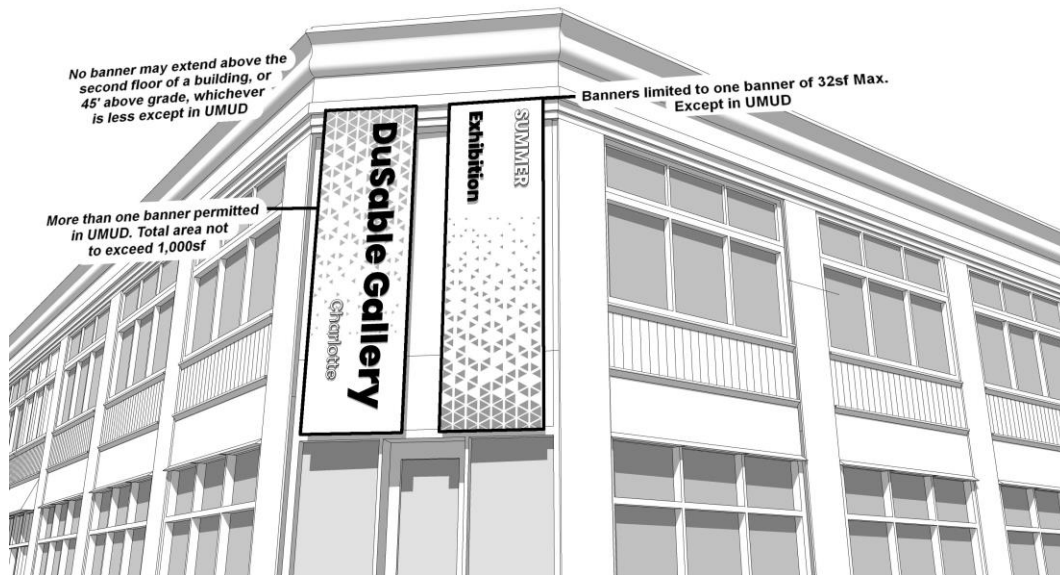 No banner may extend above the
second floor of a building, or
45' above grade, whichever
is less except in UMUD
Banners limited to one banner of 32sf Max.
Except in UMUD
More than one banner permitted
in UMUD. Total area not
to exceed 1,000sf
DuSable Gallery
Charlotte
SUMMER
Exhibition